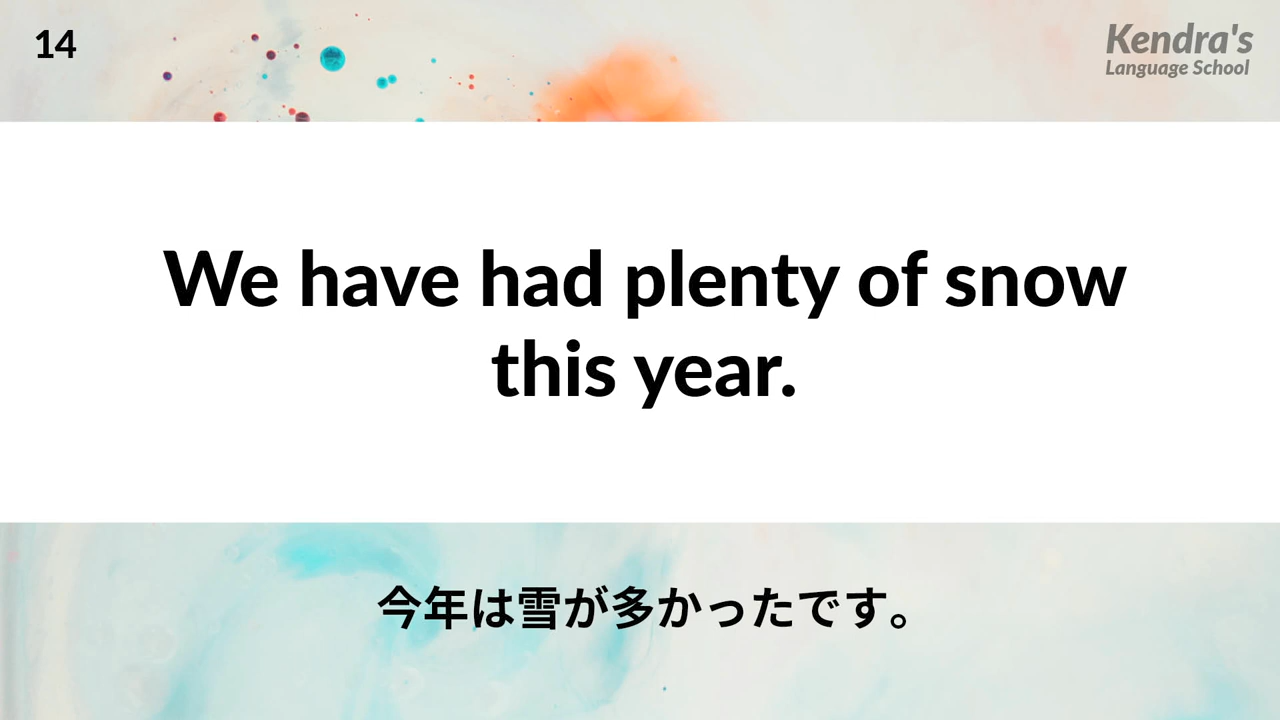 14
Kendra's
Language School
We have had plenty of snow
this year.
今年は雪が多かったです。